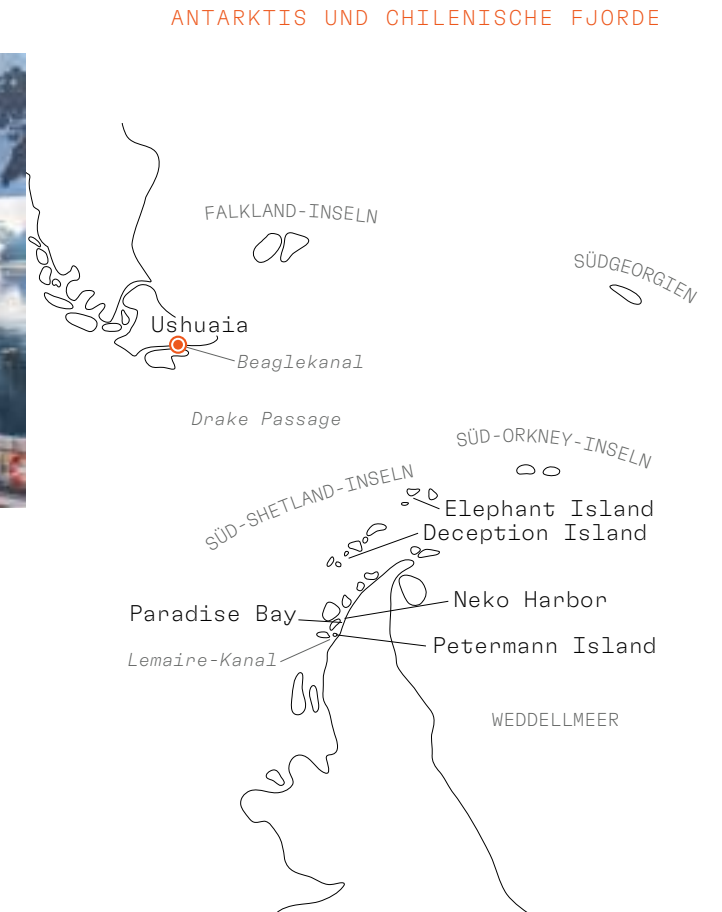 ANTARKTIS UND CHILENISCHE FJORDE
FALKLAND-INSELN
SÜDGEORGIEN
Ushuaia
Beaglekanal
Drake Passage
SÜD-ORKNEY-INSELN
SÜD-SHETLAND-INSELN
Elephant Island
Deception Island
Neko Harbor
Paradise Bay
Petermann Island
Lemaire-Kanal
WEDDELLMEER